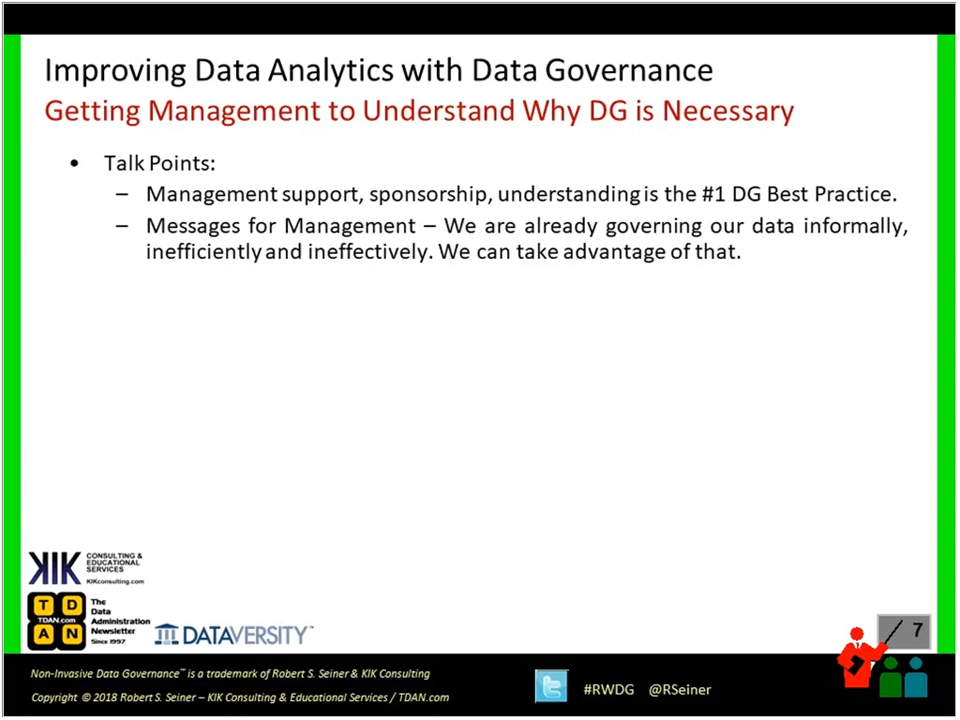 Improving Data Analytics with Data Governance
Getting Management to Understand Why DG is Necessary
• Talk Points:
– Management support, sponsorship, understanding is the #1 DG Best Practice.
– Messages for Management – We are already governing our data informally,
inefficiently and ineffectively. We can take advantage of that.
KIK CONSULTING &
EDUCATIONAL
SERVICES
KIKconsulting.com
T D
TDAN.com
A N
The
Data
Administration
Newsletter
Since 1997
DATAVERSITY™
7
Non-Invasive Data Governance™ is a trademark of Robert S. Seiner & KIK Consulting
Copyright © 2018 Robert S. Seiner – KIK Consulting & Educational Services / TDAN.com
#RWDG @RSeiner